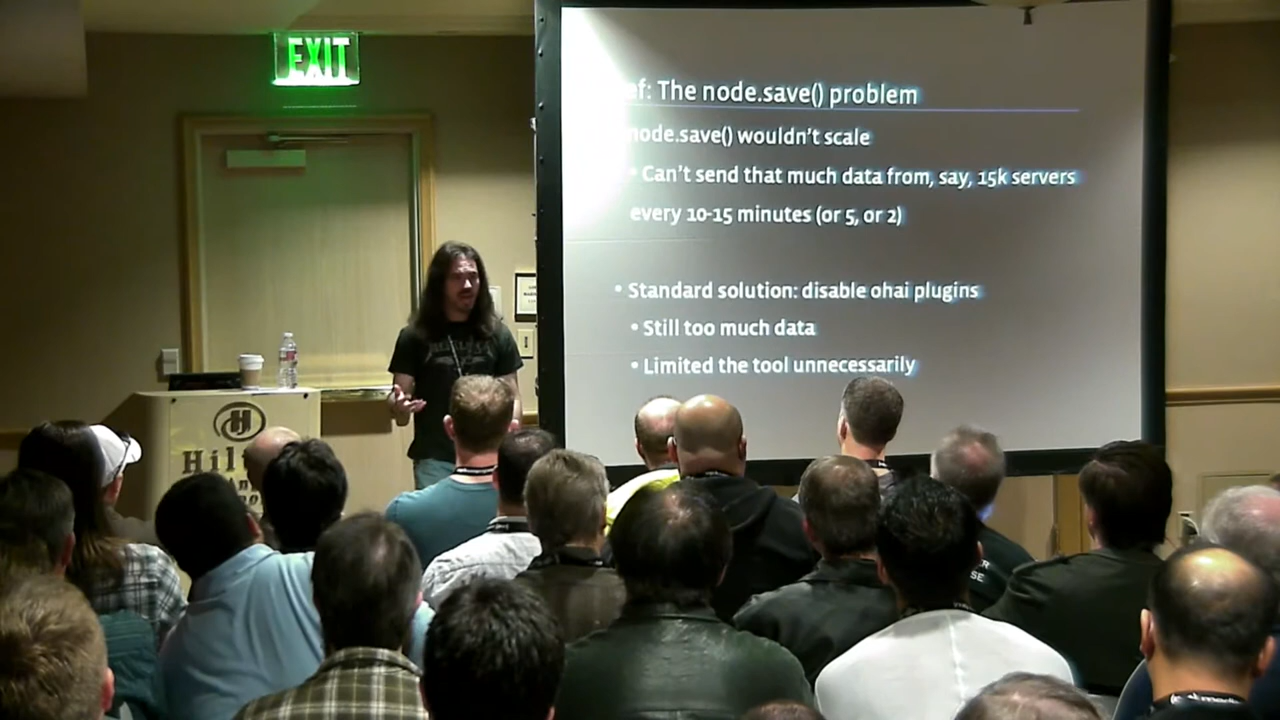 EXIT
ef: The node.save() problem
node.save() wouldn't scale
• Can't send that much data from, say, 15k servers
every 10-15 minutes (or 5, or 2)
• Standard solution: disable ohai plugins
• Still too much data
• Limited the tool unnecessarily
H